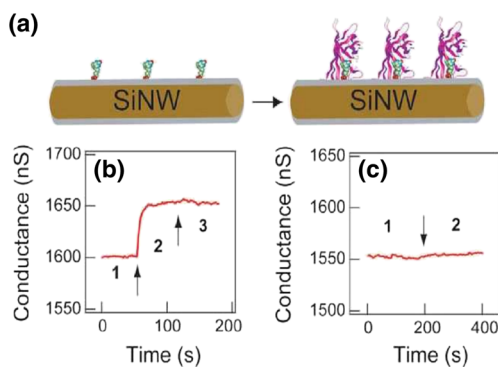 (a)
SiNW
SiNW
(b)
Conductance (nS)
1700
1650
1600
1550
1
2
3
0
100
200
Time (s)
(c)
Conductance (nS)
1650
1600
1550
1500
1
2
0
200
400
Time (s)